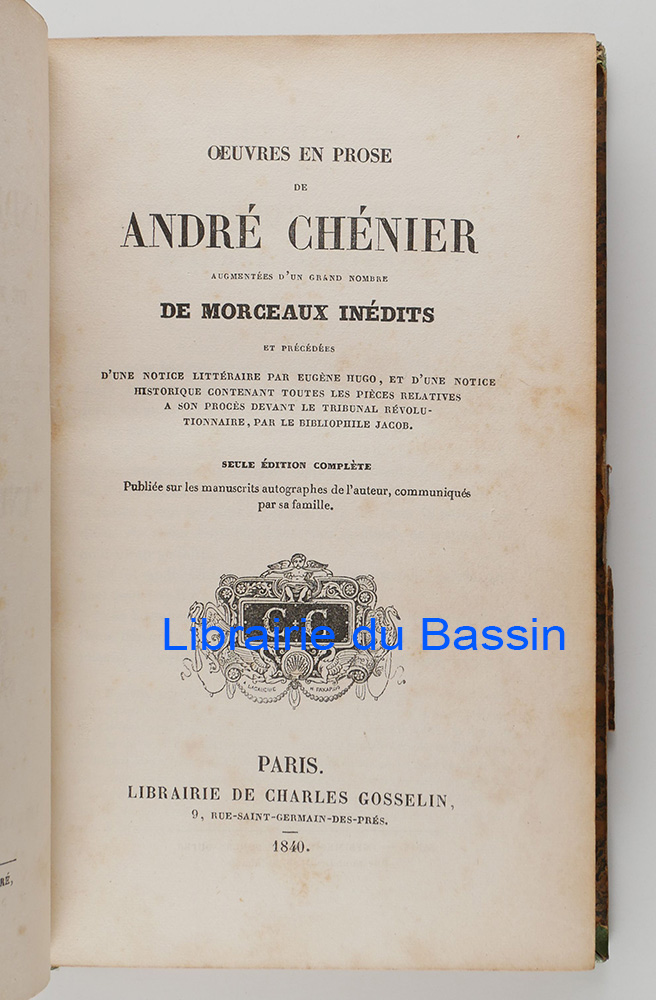 OEUVRES EN PROSE
DE
ANDRÉ CHÉNIER
AUGMENTÉES D'UN GRAND NOMBRE
DE MORCEAUX INÉDITS
ET PRÉCÉDÉES
D'UNE NOTICE LITTÉRAIRE PAR EUGÈNE HUGO, ET D'UNE NOTICE
HISTORIQUE CONTENANT TOUTES LES PIÈCES RELATIVES
A SON PROCÈS DEVANT LE TRIBUNAL RÉVOLU-
TIONNAIRE, PAR LE BIBLIOPHILE JACOB.
SEULE ÉDITION COMPLÈTE
Publiée sur les manuscrits autographes de l'auteur, communiqués
par sa famille.
C + G
Librairie du Bassin
PARIS.
LIBRAIRIE DE CHARLES GOSSELIN,
9, RUE-SAINT-GERMAIN-DES-PRÉS.
1840.
RÉ,